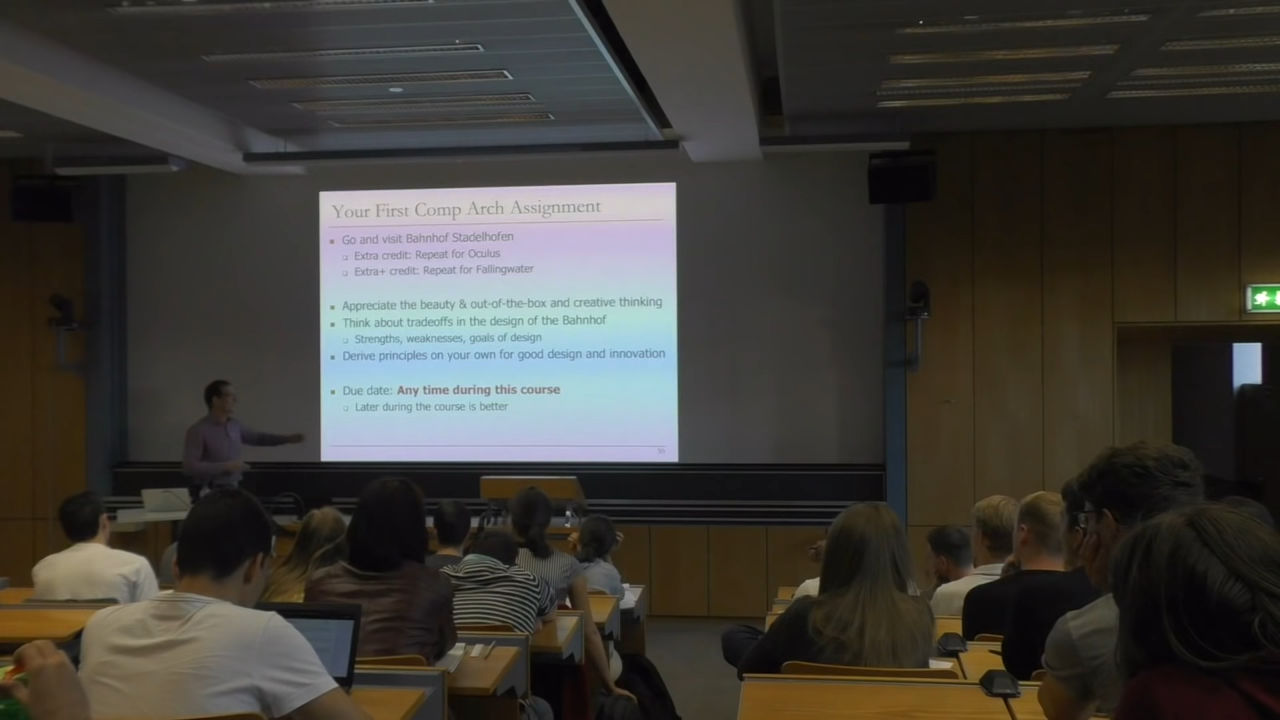 Your First Comp Arch Assignment
Go and visit Bahnhof Stadelhofen
Extra credit: Repeat for Oculus
Extra+ credit: Repeat for Fallingwater
Appreciate the beauty & out-of-the-box and creative thinking
Think about tradeoffs in the design of the Bahnhof
Strengths, weaknesses, goals of design
Derive principles on your own for good design and innovation
Due date: Any time during this course
Later during the course is better